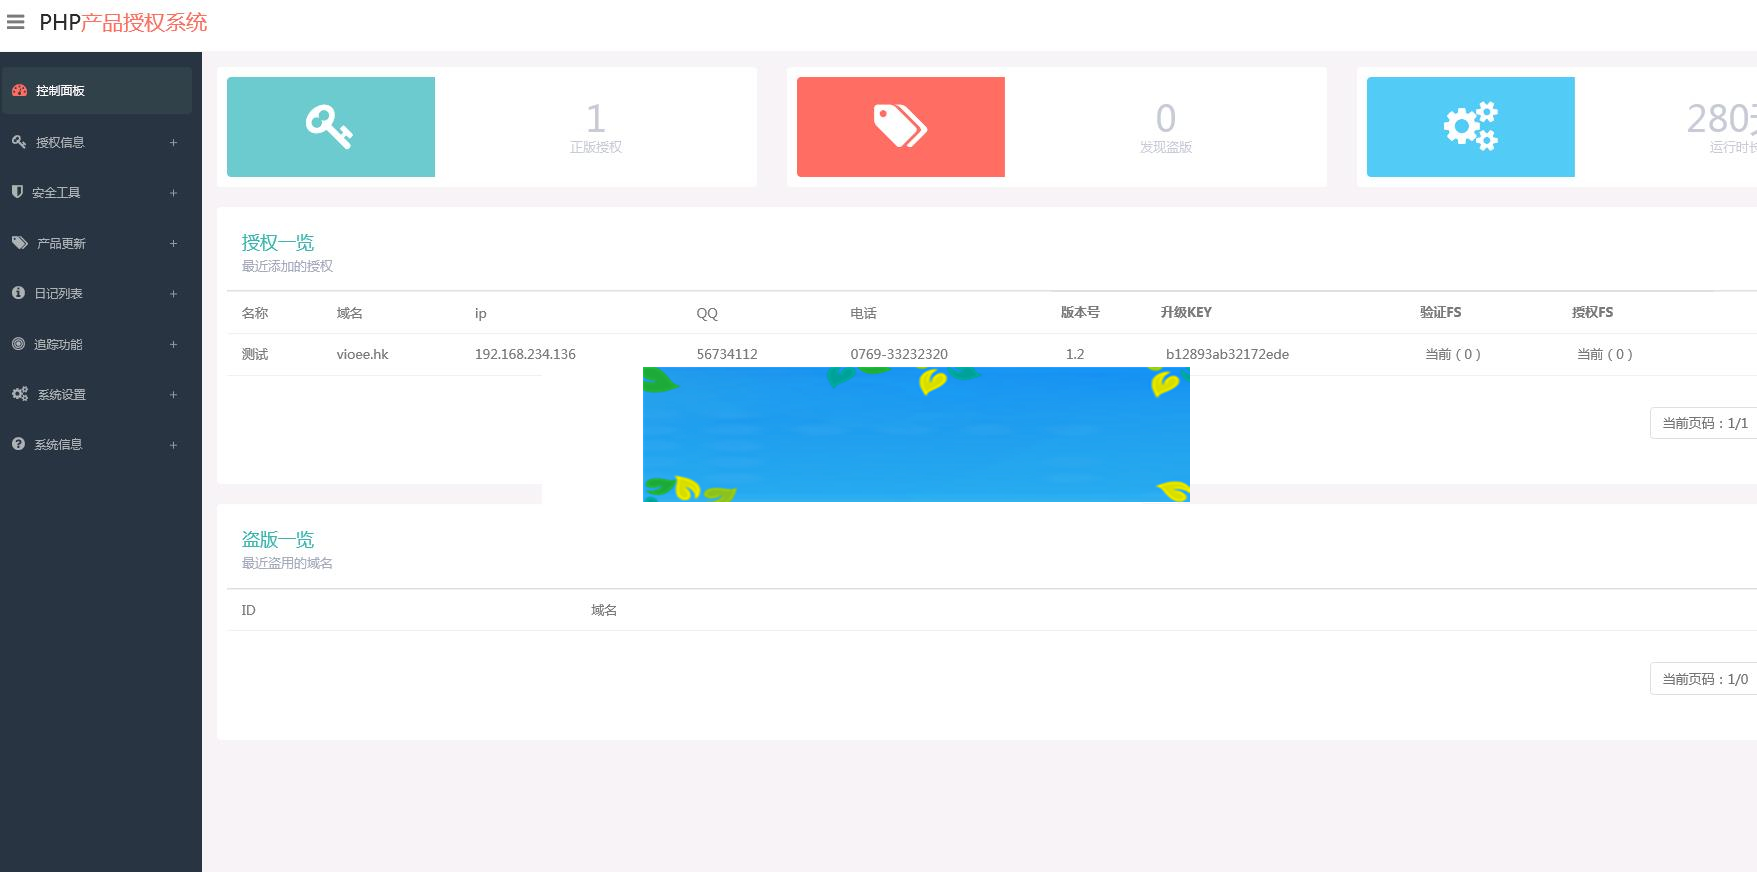 PHP产品授权系统
控制面板
授权信息 +
安全工具 +
产品更新 +
日记列表 +
追踪功能 +
系统设置 +
系统信息 +
1
正版授权
0
发现盗版
280天
运行时长
授权一览
最近添加的授权
名称 域名 ip QQ 电话 版本号 升级KEY 验证FS 授权FS
测试 vioee.hk 192.168.234.136 56734112 0769-33232320 1.2 b12893ab32172ede 当前（0） 当前（0）
当前页码：1/1
盗版一览
最近盗用的域名
ID 域名
当前页码：1/0